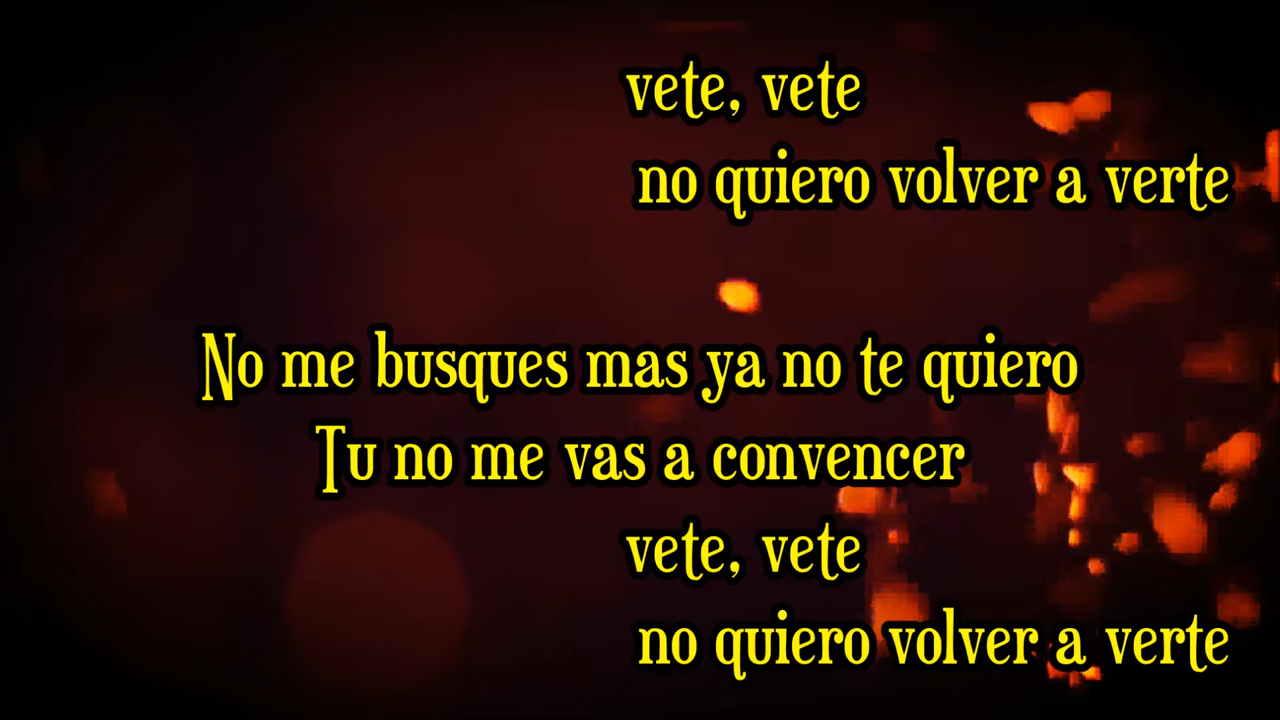 vete, vete
no quiero volver a verte
No me busques mas ya no te quiero
Tu no me vas a convencer
vete, vete
no quiero volver a verte